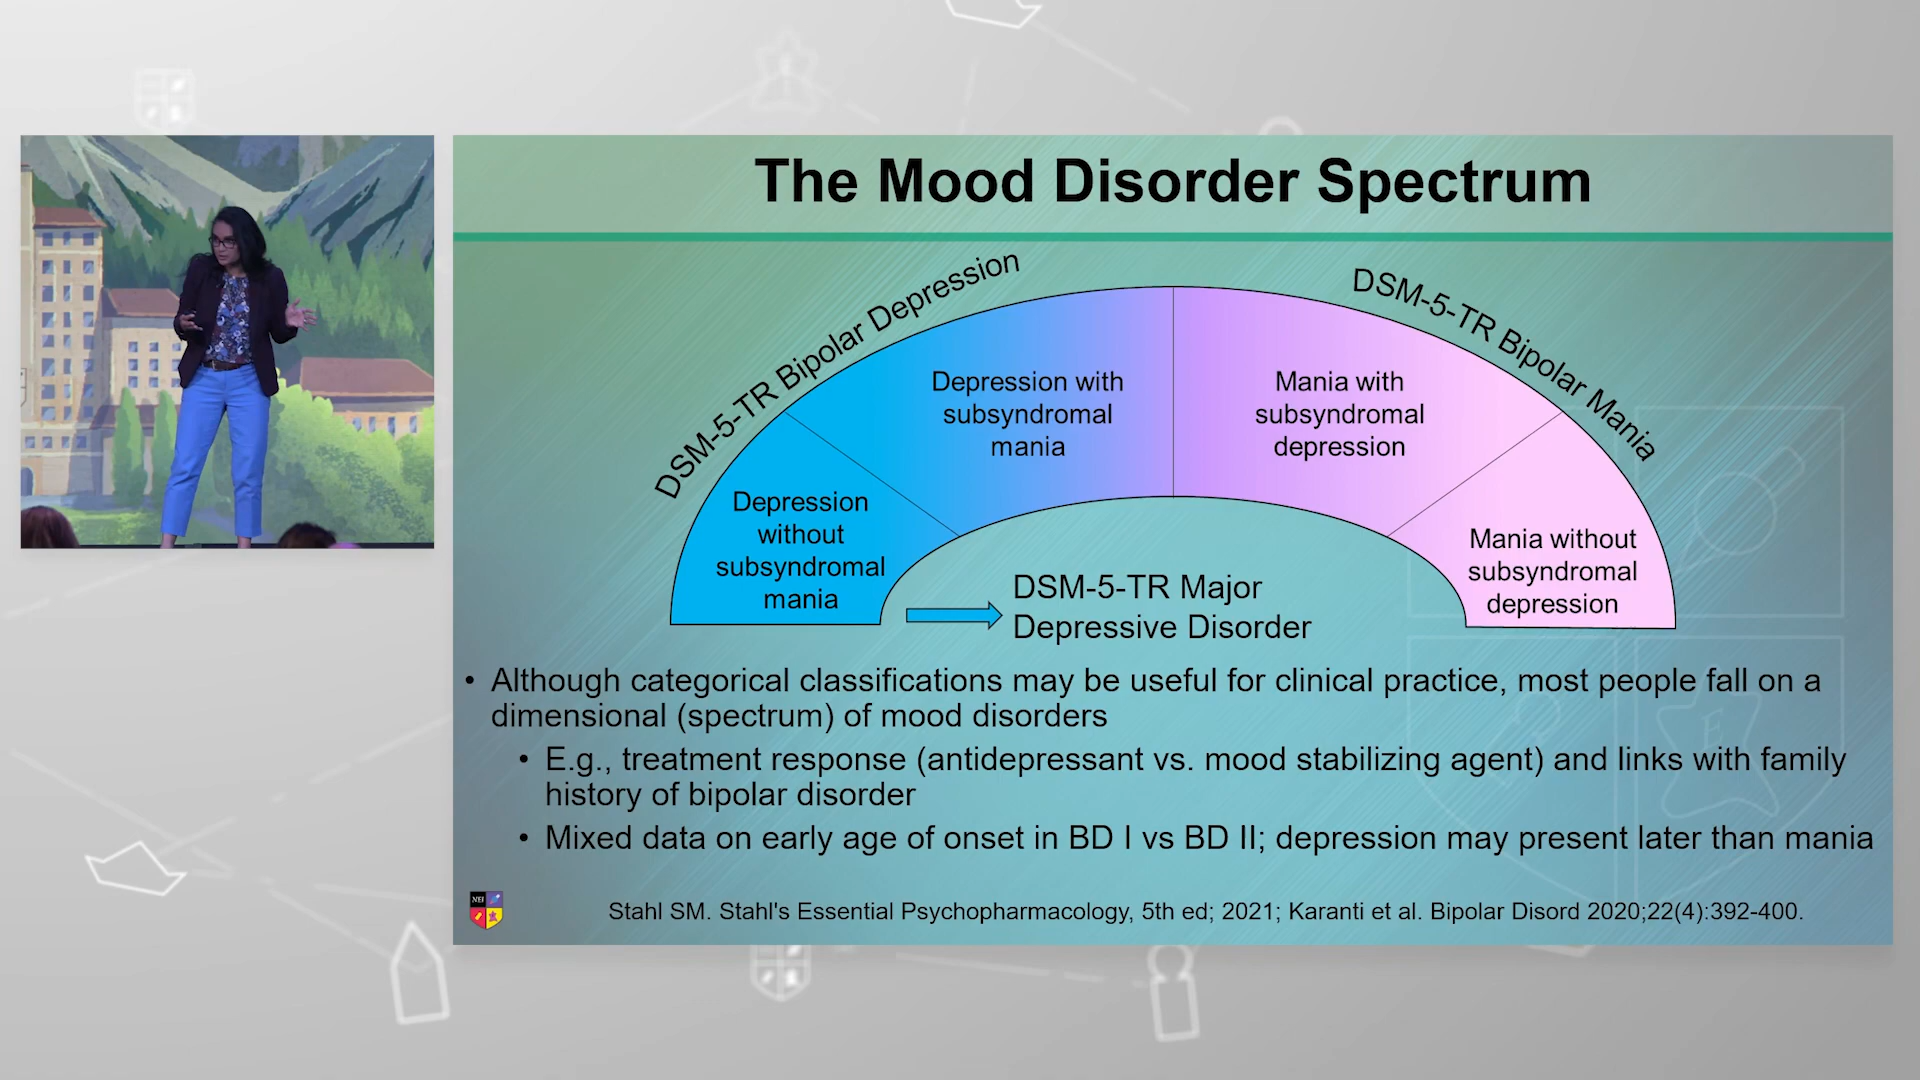 The Mood Disorder Spectrum
DSM-5-TR Bipolar Depression
DSM-5-TR Bipolar Mania
Depression without subsyndromal mania
Depression with subsyndromal mania
Mania with subsyndromal depression
Mania without subsyndromal depression
DSM-5-TR Major
Depressive Disorder
• Although categorical classifications may be useful for clinical practice, most people fall on a
dimensional (spectrum) of mood disorders
• E.g., treatment response (antidepressant vs. mood stabilizing agent) and links with family
history of bipolar disorder
• Mixed data on early age of onset in BD I vs BD II; depression may present later than mania
NEI
Stahl SM. Stahl's Essential Psychopharmacology, 5th ed; 2021; Karanti et al. Bipolar Disord 2020;22(4):392-400.